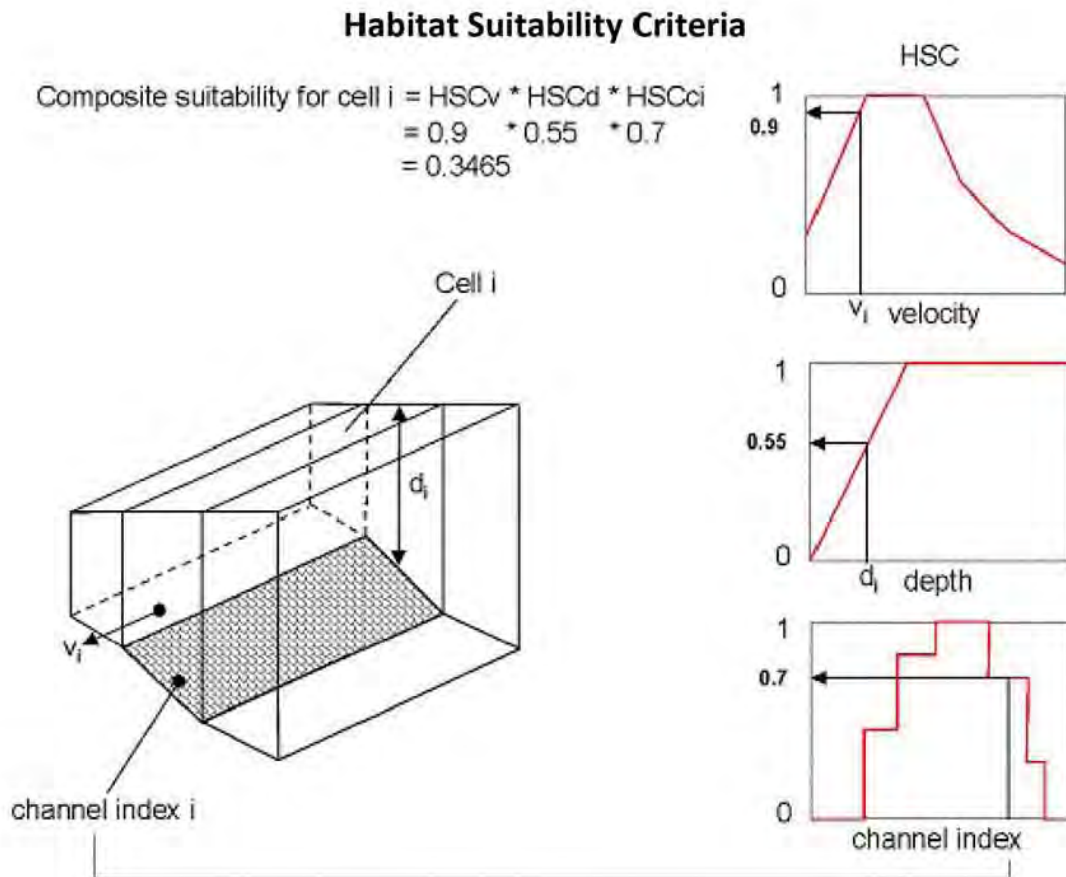 Habitat Suitability Criteria
Composite suitability for cell i = HSCv * HSCd * HSCci
= 0.9 * 0.55 * 0.7
= 0.3465
Cell i
di
vi
channel index i
HSC
1
0.9
0
vi velocity
1
0.55
0
di depth
1
0.7
0
channel index